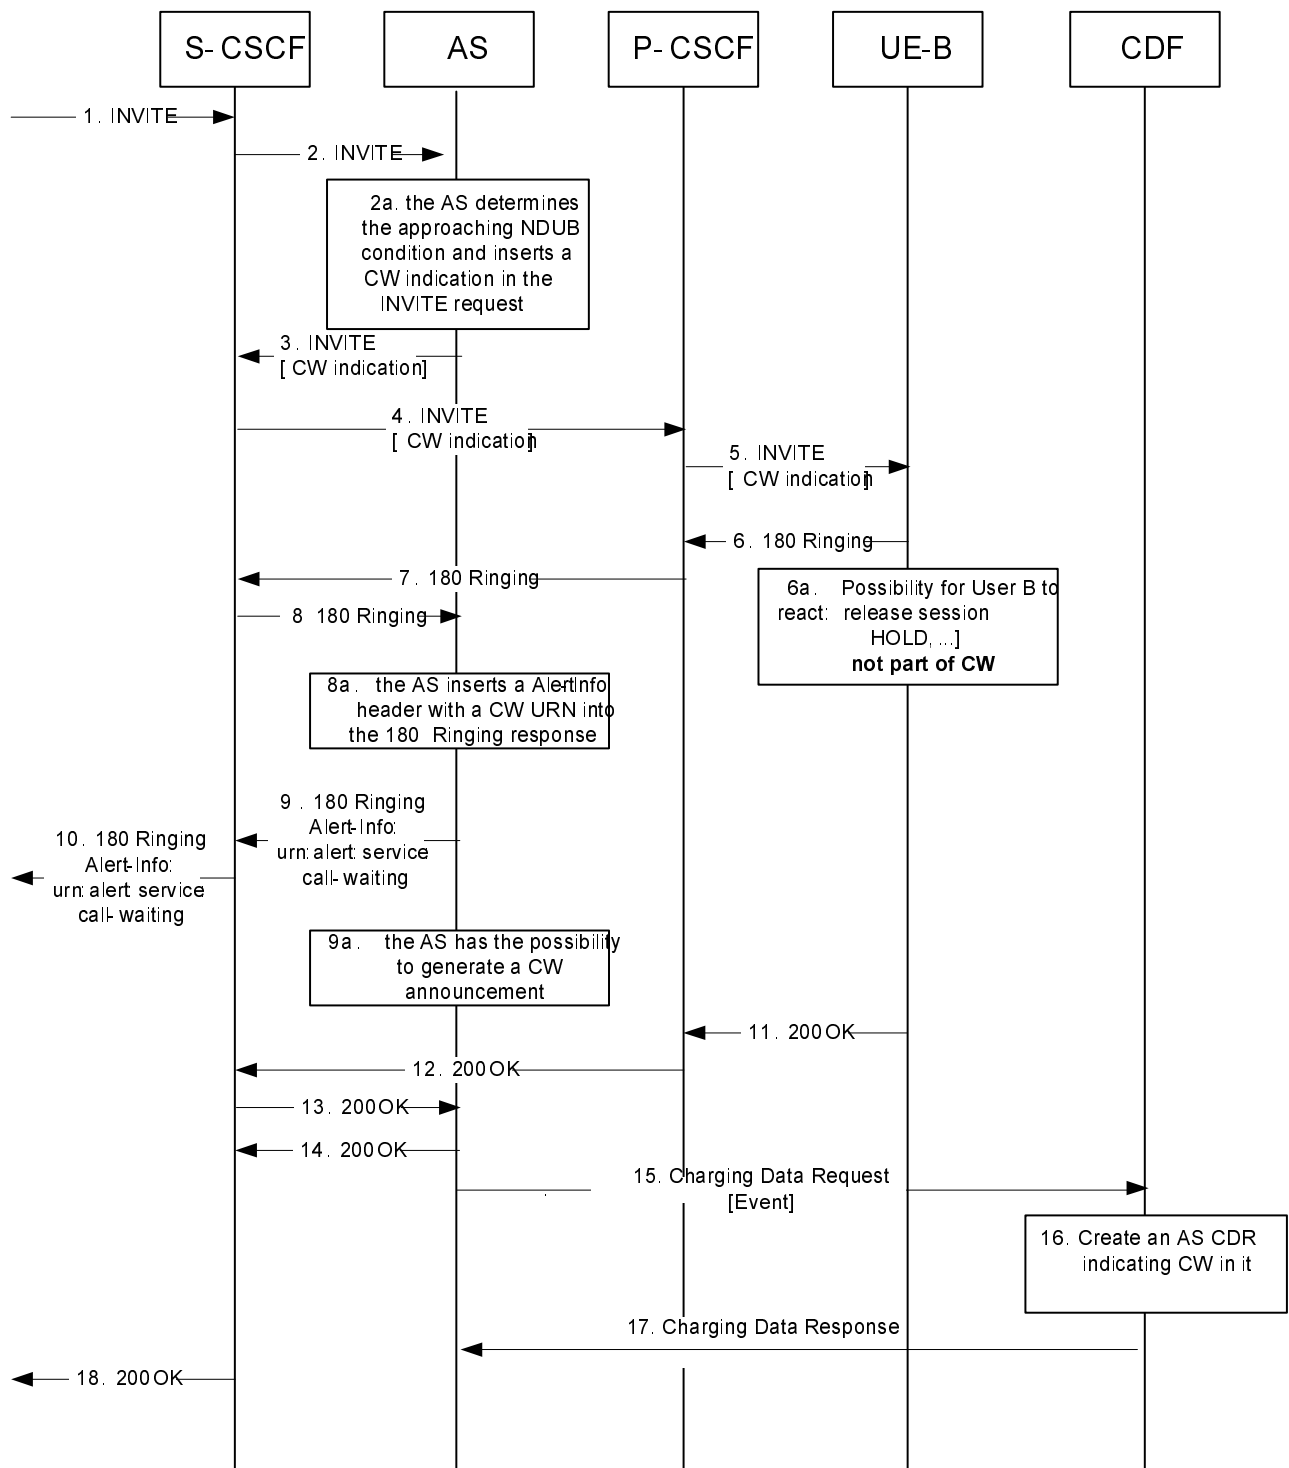 S- CSCF
AS
P- CSCF
UE-B
CDF
1. INVITE
2. INVITE
2a. the AS determines
the approaching NDUB
condition and inserts a
CW indication in the
INVITE request
3. INVITE
[ CW indication]
4. INVITE
[ CW indication]
5. INVITE
[ CW indication]
6. 180 Ringing
7. 180 Ringing
6a. Possibility for User B to
react: release session
HOLD, ...]
not part of CW
8 180 Ringing
8a. the AS inserts a Alert-Info
header with a CW URN into
the 180 Ringing response
9 . 180 Ringing
Alert-Info:
urn:alert: service
call- waiting
10. 180 Ringing
Alert-Info:
urn:alert: service
call- waiting
9a. the AS has the possibility
to generate a CW
announcement
11. 200 OK
12. 200 OK
13. 200 OK
14. 200 OK
15. Charging Data Request
[Event]
16. Create an AS CDR
indicating CW in it
17. Charging Data Response
18. 200 OK